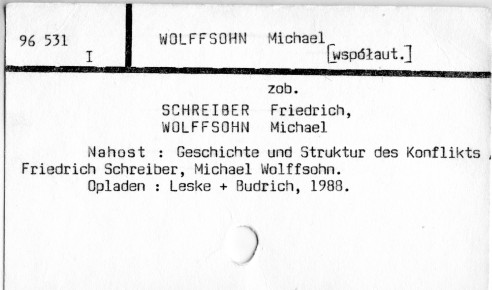 96 531
I
WOLFFSOHN Michael
[współaut.]
zob.
SCHREIBER Friedrich,
WOLFFSOHN Michael
Nahost : Geschichte und Struktur des Konflikts /
Friedrich Schreiber, Michael Wolffsohn.
Opladen : Leske + Budrich, 1988.